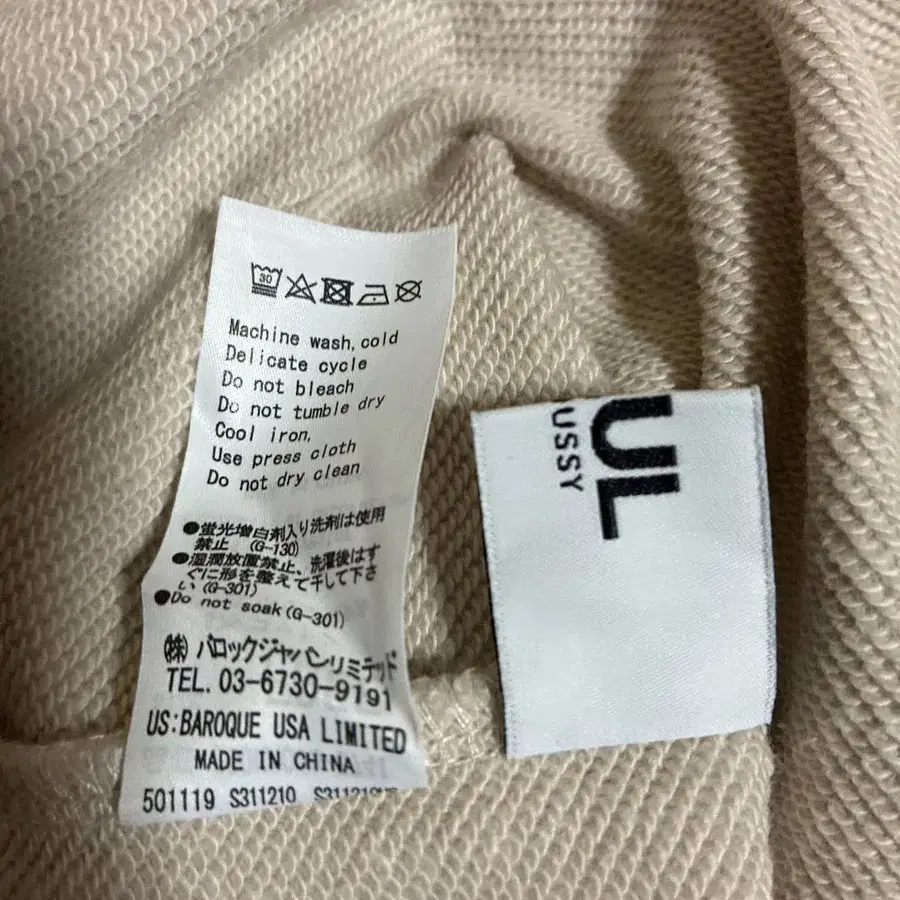 30
Machine wash, cold
Delicate cycle
Do not bleach
Do not tumble dry
Cool iron,
Use press cloth
Do not dry clean
●蛍光増白剤入り洗剤は使用
禁止 (G-130)
●湿潤放置禁止、洗濯後はす
ぐに形を整えて干して下さ
い (G-301)
●Do not soak(G-301)
(株) バロックジャパンリミテッド
TEL. 03-6730-9191
US:BAROQUE USA LIMITED
MADE IN CHINA
501119 S311210
UL
USSY